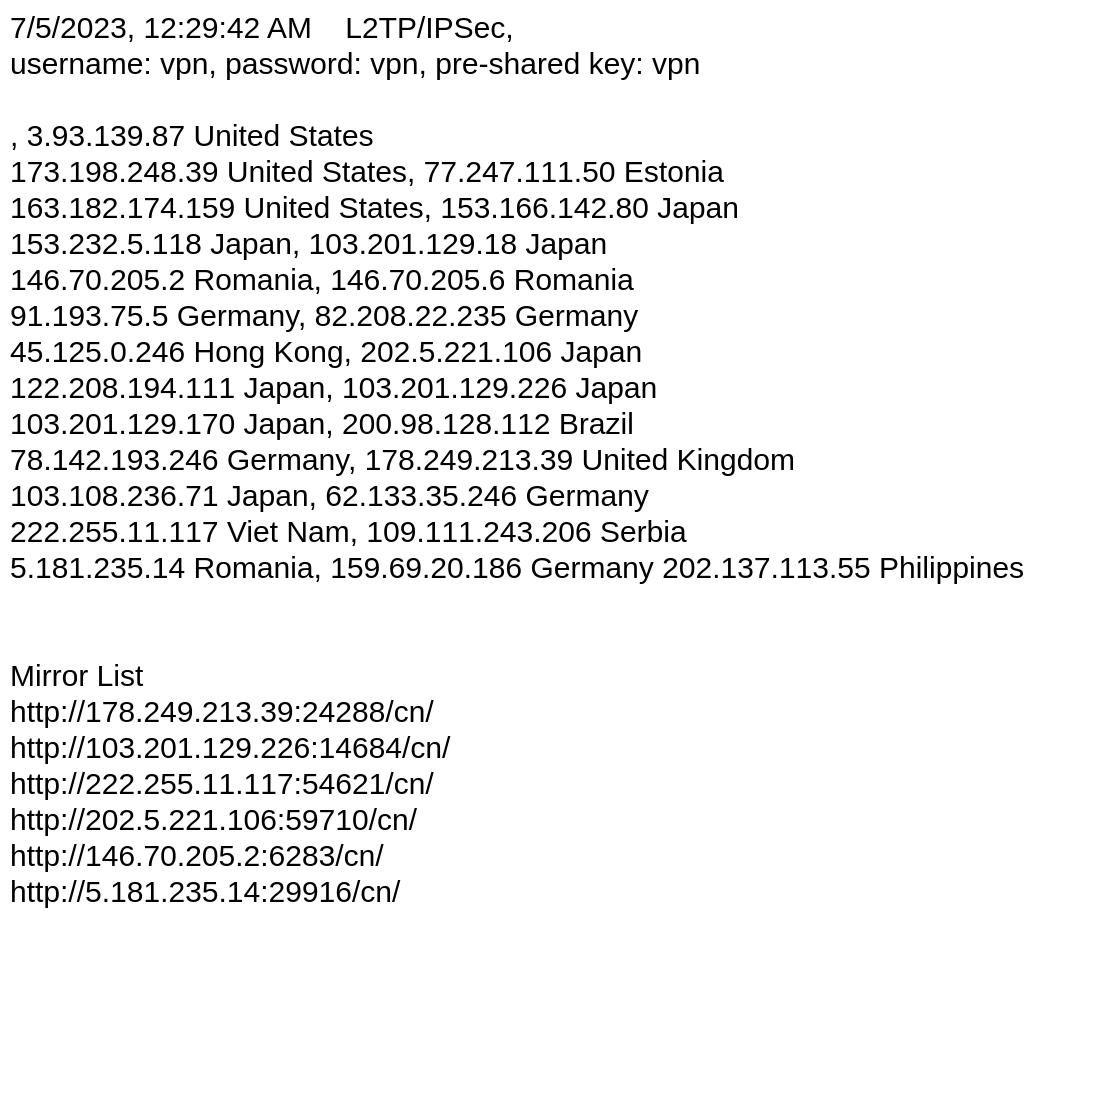 7/5/2023, 12:29:42 AM    L2TP/IPSec,
username: vpn, password: vpn, pre-shared key: vpn
, 3.93.139.87 United States
173.198.248.39 United States, 77.247.111.50 Estonia
163.182.174.159 United States, 153.166.142.80 Japan
153.232.5.118 Japan, 103.201.129.18 Japan
146.70.205.2 Romania, 146.70.205.6 Romania
91.193.75.5 Germany, 82.208.22.235 Germany
45.125.0.246 Hong Kong, 202.5.221.106 Japan
122.208.194.111 Japan, 103.201.129.226 Japan
103.201.129.170 Japan, 200.98.128.112 Brazil
78.142.193.246 Germany, 178.249.213.39 United Kingdom
103.108.236.71 Japan, 62.133.35.246 Germany
222.255.11.117 Viet Nam, 109.111.243.206 Serbia
5.181.235.14 Romania, 159.69.20.186 Germany 202.137.113.55 Philippines
Mirror List
http://178.249.213.39:24288/cn/
http://103.201.129.226:14684/cn/
http://222.255.11.117:54621/cn/
http://202.5.221.106:59710/cn/
http://146.70.205.2:6283/cn/
http://5.181.235.14:29916/cn/